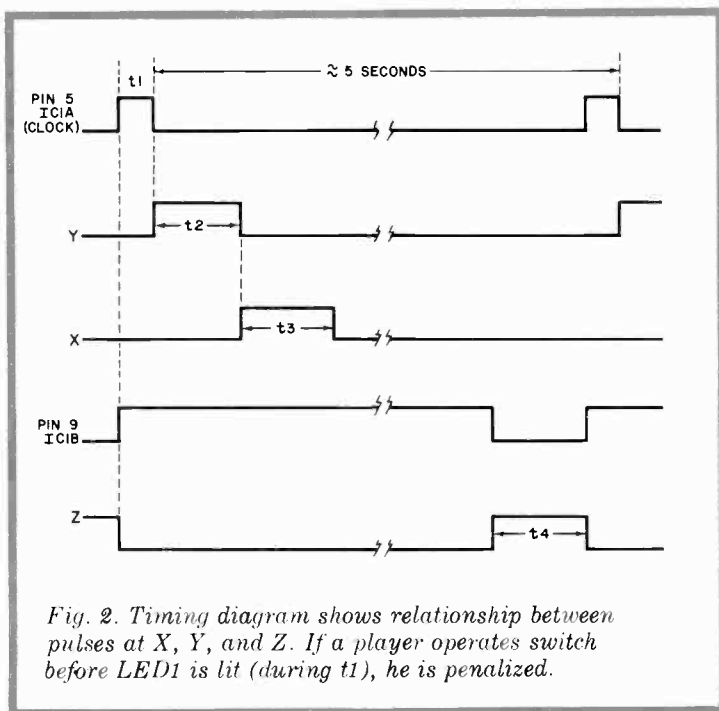 t1
≈ 5 SECONDS
PIN 5
IC1A
(CLOCK)
Y
t2
X
t3
PIN 9
IC1B
Z
t4
Fig. 2. Timing diagram shows relationship between
pulses at X, Y, and Z. If a player operates switch
before LED1 is lit (during t1), he is penalized.